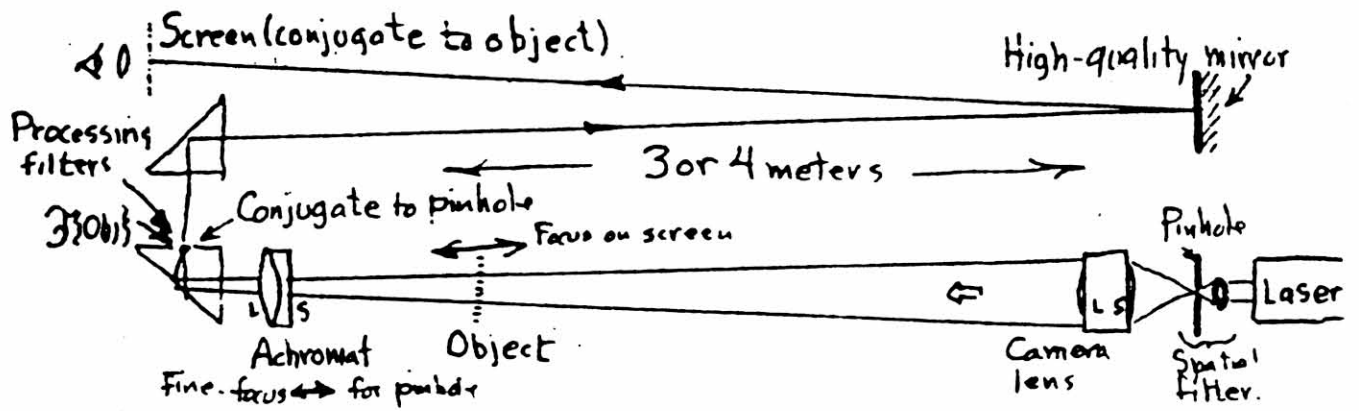 Screen (conjugate to object)
High-quality mirror
Processing
filters
3 or 4 meters
ℱ{Obj}
Conjugate to pinhole
Focus on screen
Pinhole
L S
L S
Laser
Achromat
Object
Camera
lens
Spatial
filter.
Fine-focus ↔ for pinhole